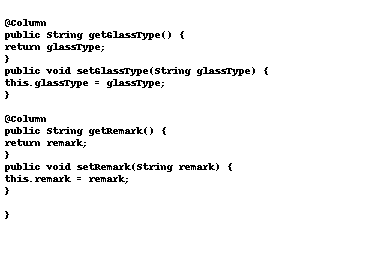 @Column
public String getGlassType() {
return glassType;
}
public void setGlassType(String glassType) {
this.glassType = glassType;
}

@Column
public String getRemark() {
return remark;
}
public void setRemark(String remark) {
this.remark = remark;
}

}